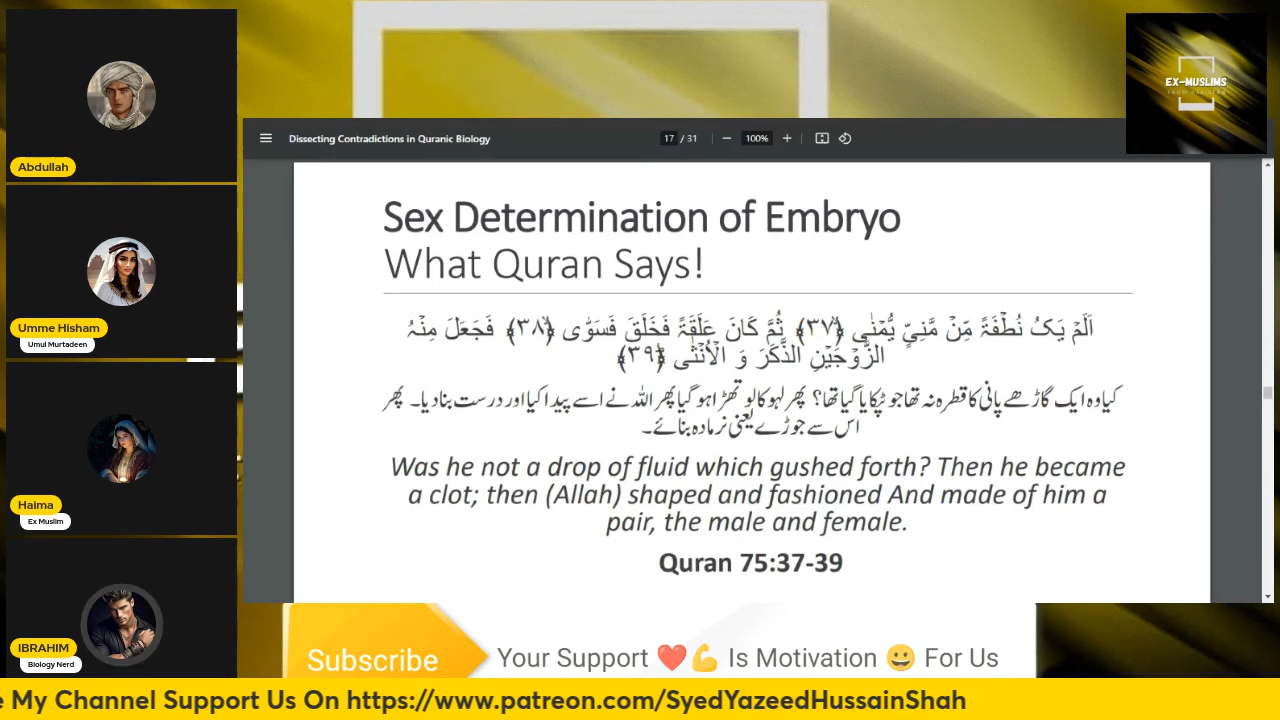 Abdullah
Umme Hisham
Umul Murtadeen
Haima
Ex Muslim
IBRAHIM
Biology Nerd
EX-MUSLIMS
FROM PAKISTAN
Dissecting Contradictions in Quranic Biology
17 / 31
100%
Sex Determination of Embryo
What Quran Says!
اَلَمۡ یَکُ نُطۡفَۃً مِّنۡ مَّنِیٍّ یُّمۡنٰی ﴿۳۷﴾ ثُمَّ کَانَ عَلَقَۃً فَخَلَقَ فَسَوّٰی ﴿۳۸﴾ فَجَعَلَ مِنۡہُ
الزَّوۡجَیۡنِ الذَّکَرَ وَ الۡاُنۡثٰی ﴿۳۹﴾
کیا وہ ایک گاڑھے پانی کا قطرہ نہ تھا جو ٹپکایا گیا تھا؟ پھر لہو کا لوتھڑا ہو گیا پھر اللہ نے اسے پیدا کیا اور درست بنا دیا۔ پھر
اس سے جوڑے یعنی نر مادہ بنائے۔
Was he not a drop of fluid which gushed forth? Then he became
a clot; then (Allah) shaped and fashioned And made of him a
pair, the male and female.
Quran 75:37-39
Subscribe
Your Support ❤️💪 Is Motivation 😀 For Us
e My Channel Support Us On https://www.patreon.com/SyedYazeedHussainShah